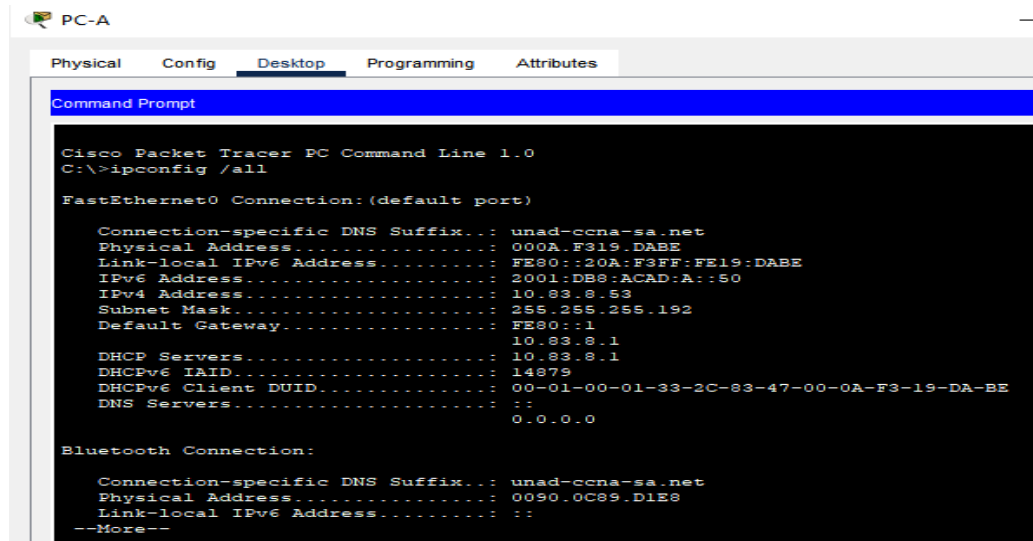 PC-A
Physical Config Desktop Programming Attributes
Command Prompt
Cisco Packet Tracer PC Command Line 1.0
C:\>ipconfig /all
FastEthernet0 Connection:(default port)
Connection-specific DNS Suffix..: unad-ccna-sa.net
Physical Address................: 000A.F319.DABE
Link-local IPv6 Address.........: FE80::20A:F3FF:FE19:DABE
IPv6 Address....................: 2001:DB8:ACAD:A::50
IPv4 Address....................: 10.83.8.53
Subnet Mask.....................: 255.255.255.192
Default Gateway.................: FE80::1
10.83.8.1
DHCP Servers....................: 10.83.8.1
DHCPv6 IAID.....................: 14879
DHCPv6 Client DUID..............: 00-01-00-01-33-2C-83-47-00-0A-F3-19-DA-BE
DNS Servers.....................: ::
0.0.0.0
Bluetooth Connection:
Connection-specific DNS Suffix..: unad-ccna-sa.net
Physical Address................: 0090.0C89.D1E8
Link-local IPv6 Address.........: ::
--More--